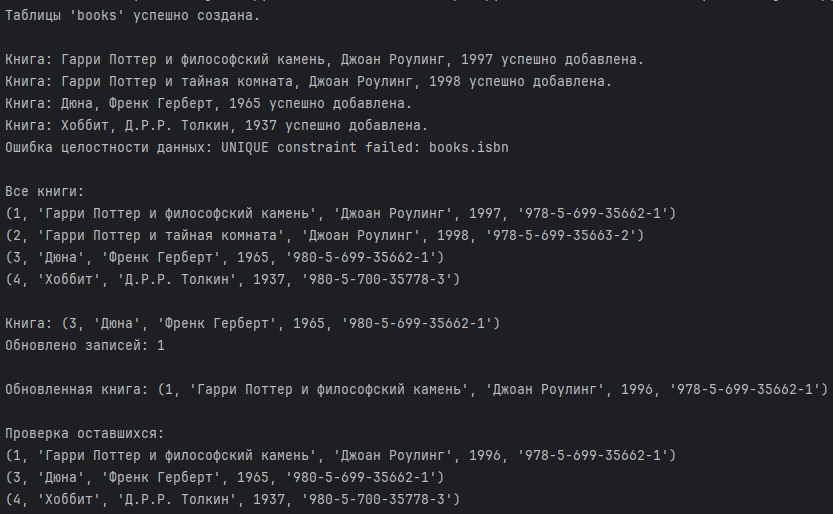 Таблицы 'books' успешно создана.
Книга: Гарри Поттер и философский камень, Джоан Роулинг, 1997 успешно добавлена.
Книга: Гарри Поттер и тайная комната, Джоан Роулинг, 1998 успешно добавлена.
Книга: Дюна, Френк Герберт, 1965 успешно добавлена.
Книга: Хоббит, Д.Р.Р. Толкин, 1937 успешно добавлена.
Ошибка целостности данных: UNIQUE constraint failed: books.isbn
Все книги:
(1, 'Гарри Поттер и философский камень', 'Джоан Роулинг', 1997, '978-5-699-35662-1')
(2, 'Гарри Поттер и тайная комната', 'Джоан Роулинг', 1998, '978-5-699-35663-2')
(3, 'Дюна', 'Френк Герберт', 1965, '980-5-699-35662-1')
(4, 'Хоббит', 'Д.Р.Р. Толкин', 1937, '980-5-700-35778-3')
Книга: (3, 'Дюна', 'Френк Герберт', 1965, '980-5-699-35662-1')
Обновлено записей: 1
Обновленная книга: (1, 'Гарри Поттер и философский камень', 'Джоан Роулинг', 1996, '978-5-699-35662-1')
Проверка оставшихся:
(1, 'Гарри Поттер и философский камень', 'Джоан Роулинг', 1996, '978-5-699-35662-1')
(3, 'Дюна', 'Френк Герберт', 1965, '980-5-699-35662-1')
(4, 'Хоббит', 'Д.Р.Р. Толкин', 1937, '980-5-700-35778-3')